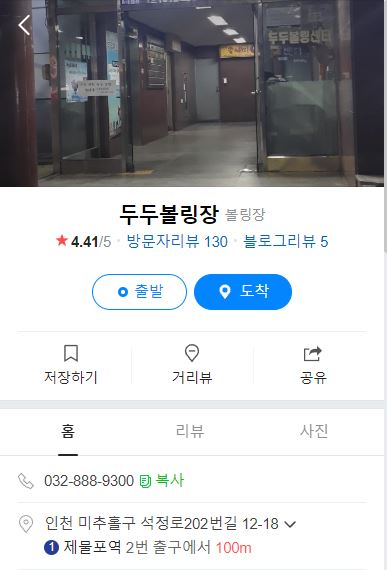 두두볼링센타
두두볼링장 볼링장
★ 4.41/5 · 방문자리뷰 130 · 블로그리뷰 5
출발 도착
저장하기 거리뷰 공유
홈 리뷰 사진
032-888-9300 복사
인천 미추홀구 석정로202번길 12-18
1 제물포역 2번 출구에서 100m